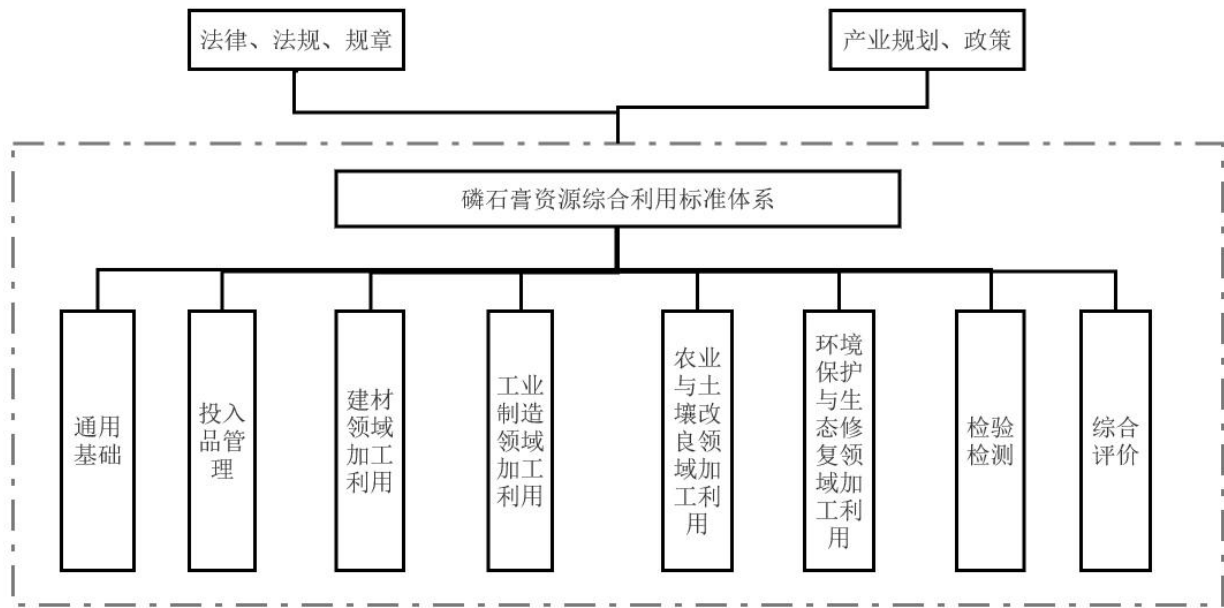 法律、法规、规章
产业规划、政策
磷石膏资源综合利用标准体系
通用
基础
投入
品管
理
建材
领域
加工
利用
工业
制造
领域
加工
利用
农业
与土
壤改
良领
域加
工利
用
环境
保护
与生
态修
复领
域加
工利
用
检验
检测
综合
评价